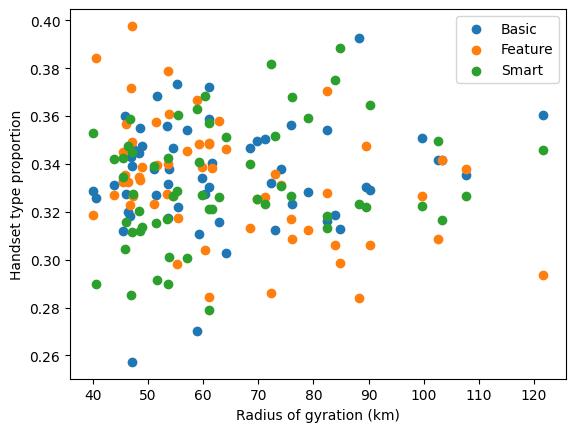 0.40
0.38
0.36
0.34
0.32
0.30
0.28
0.26
Handset type proportion
Basic
Feature
Smart
40 50 60 70 80 90 100 110 120
Radius of gyration (km)